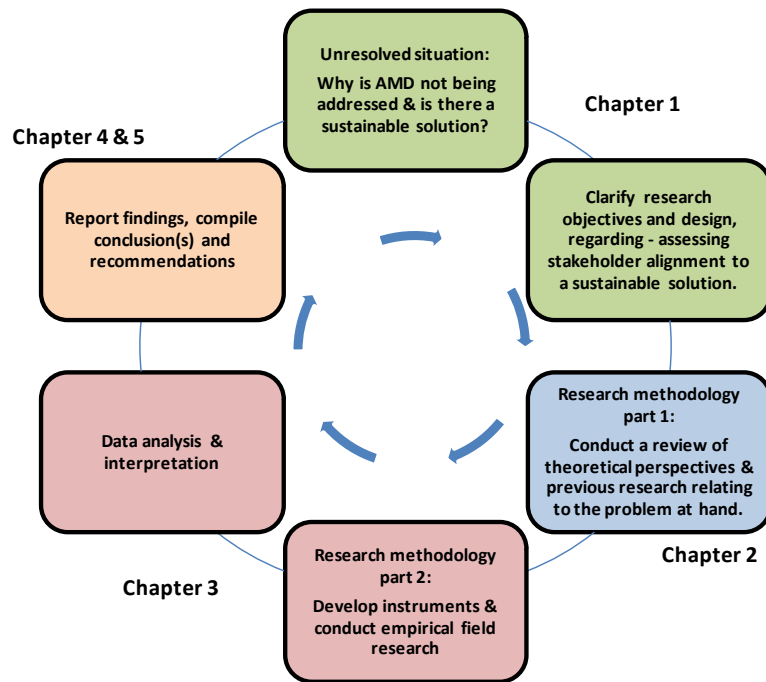 Unresolved situation:
Why is AMD not being
addressed & is there a
sustainable solution?
Chapter 1
Clarify research
objectives and design,
regarding - assessing
stakeholder alignment to
a sustainable solution.
Research methodology
part 1:
Conduct a review of
theoretical perspectives &
previous research relating
to the problem at hand.
Chapter 2
Research methodology
part 2:
Develop instruments &
conduct empirical field
research
Chapter 3
Data analysis &
interpretation
Chapter 4 & 5
Report findings, compile
conclusion(s) and
recommendations